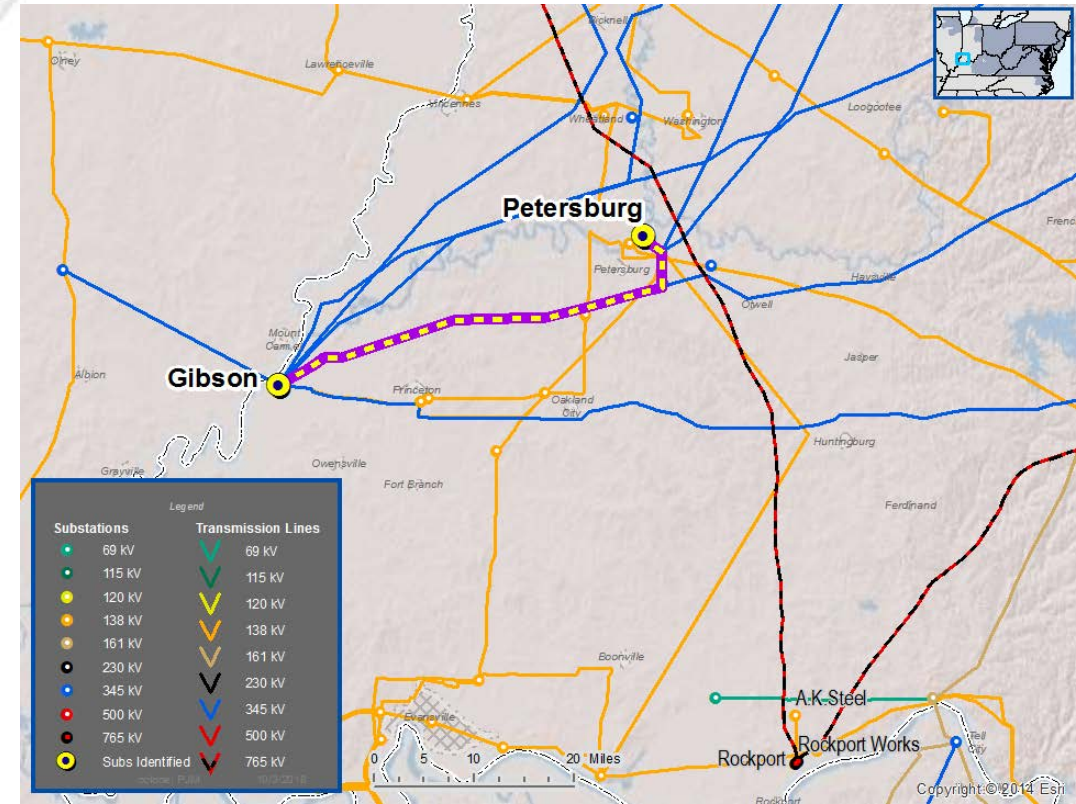 Bicknell
Olney
Lawrenceville
Vincennes
Wheatland
Washington
Loogootee
Petersburg
Frenc
Petersburg
Haysville
Otwell
Mount
Carmel
Jasper
Gibson
Albion
Princeton
Oakland
City
Huntingburg
Grayville
Owensville
Fort Branch
Ferdinand
Legend
Substations
Transmission Lines
69 kV
69 kV
115 kV
115 kV
120 kV
120 kV
138 kV
138 kV
161 kV
161 kV
230 kV
230 kV
345 kV
345 kV
500 kV
500 kV
765 kV
765 kV
Subs Identified
Boonville
Evansville
A.K.Steel
Tell
City
Rockport Works
Rockport
0 5 10 20 Miles
Rockport
Copyright:© 2014 Esri